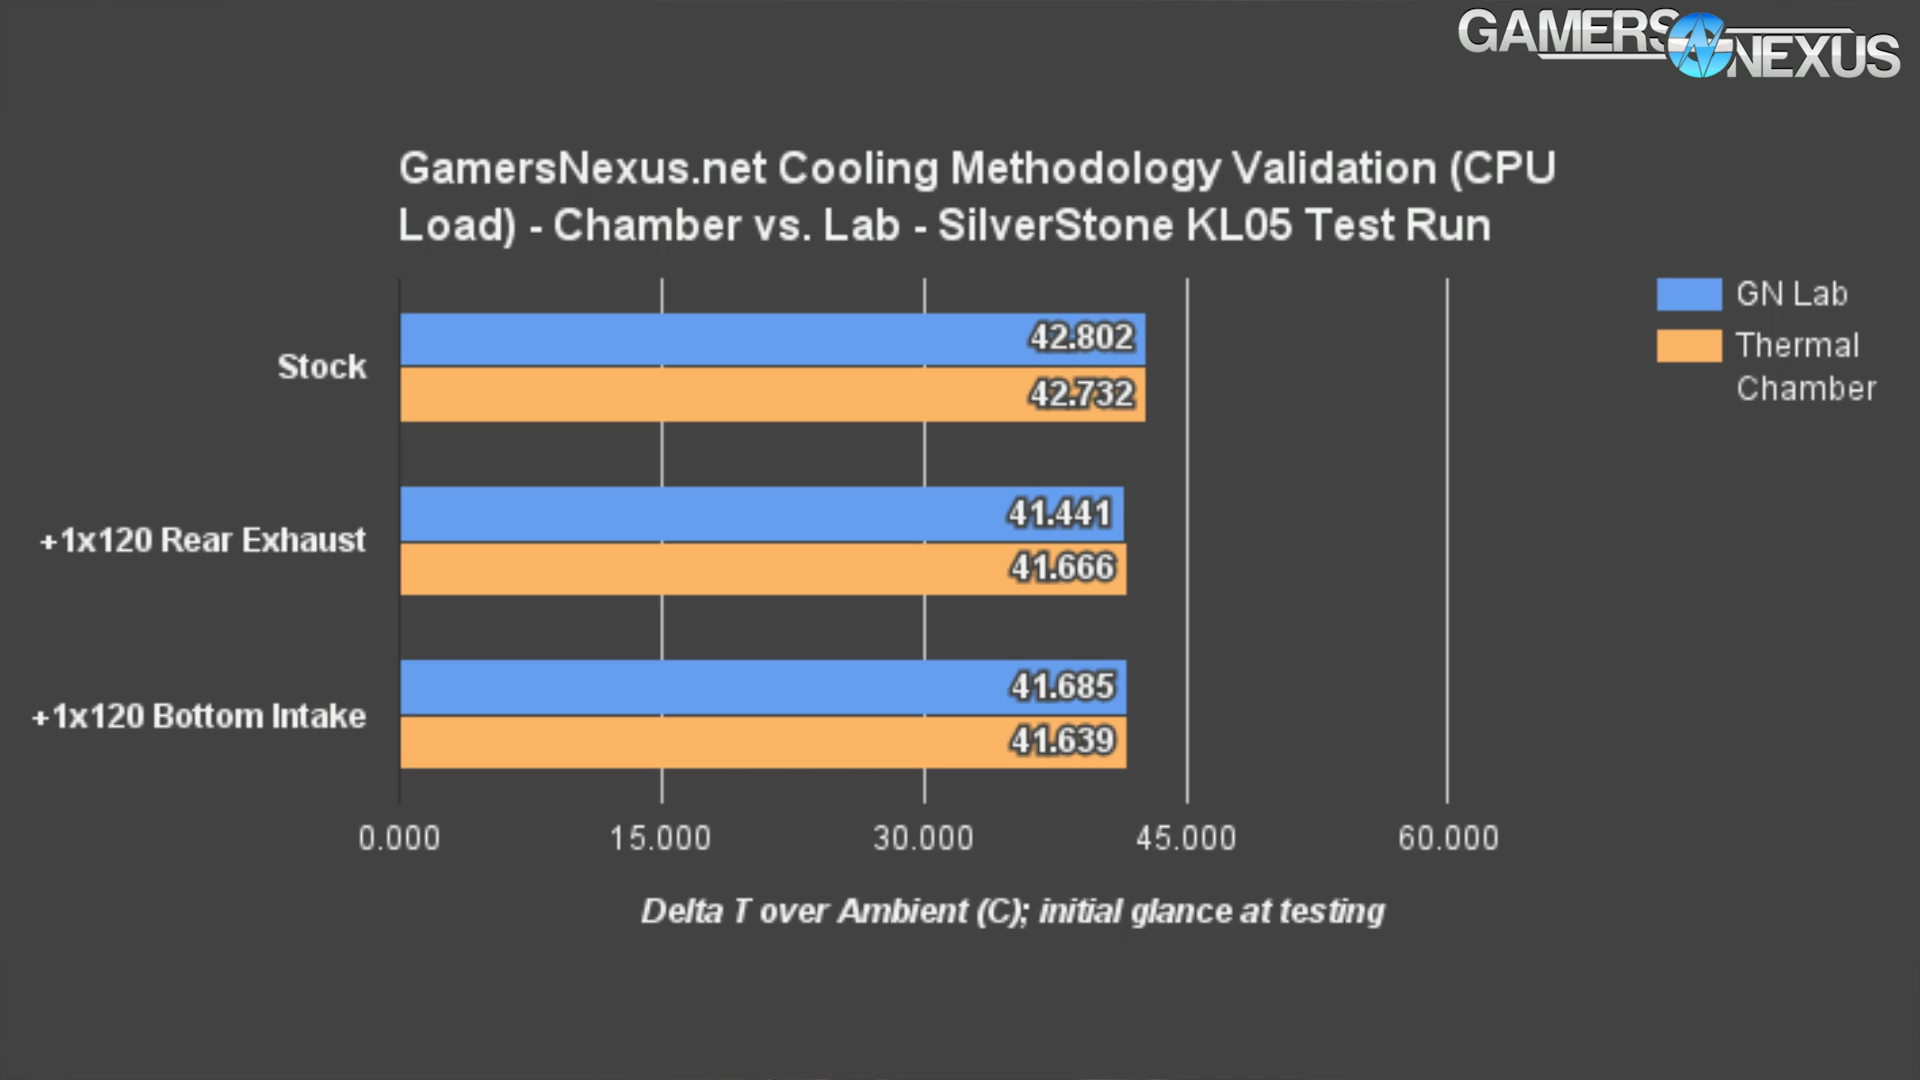 GAMERS NEXUS
GamersNexus.net Cooling Methodology Validation (CPU
Load) - Chamber vs. Lab - SilverStone KL05 Test Run
GN Lab
Thermal
Chamber
Stock
42.802
42.732
+1x120 Rear Exhaust
41.441
41.666
+1x120 Bottom Intake
41.685
41.639
0.000 15.000 30.000 45.000 60.000
Delta T over Ambient (C); initial glance at testing